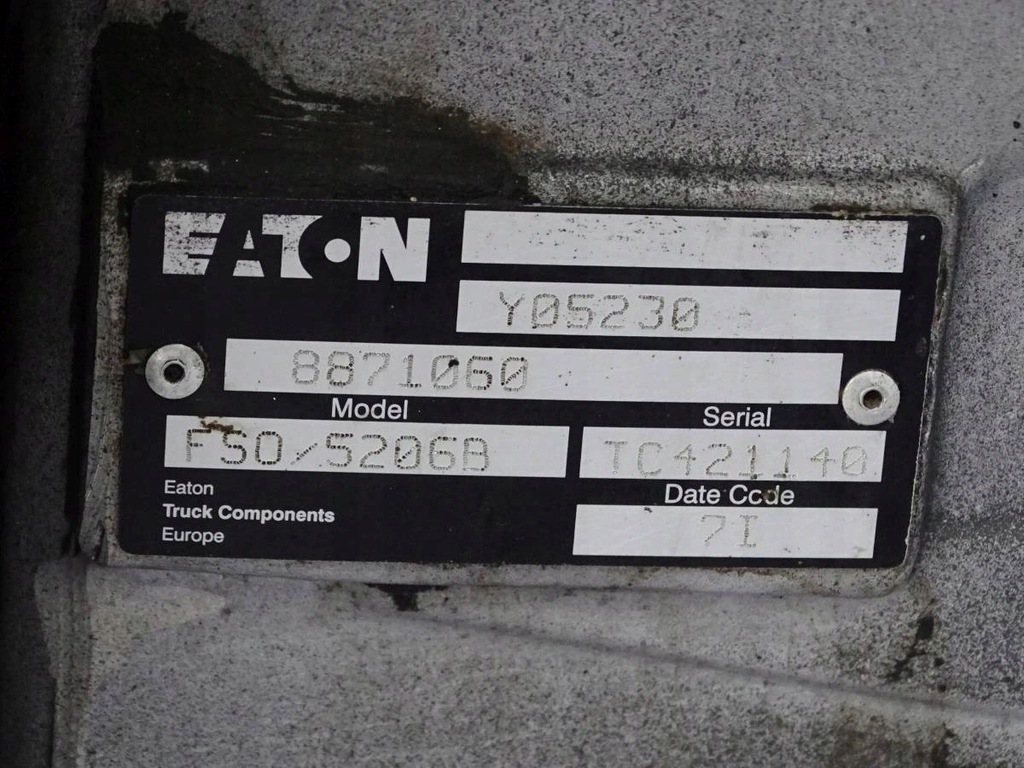 EATON
Y05230
8871060
Model Serial
FSO/5206B TC421140
Eaton Date Code
Truck Components 7I
Europe